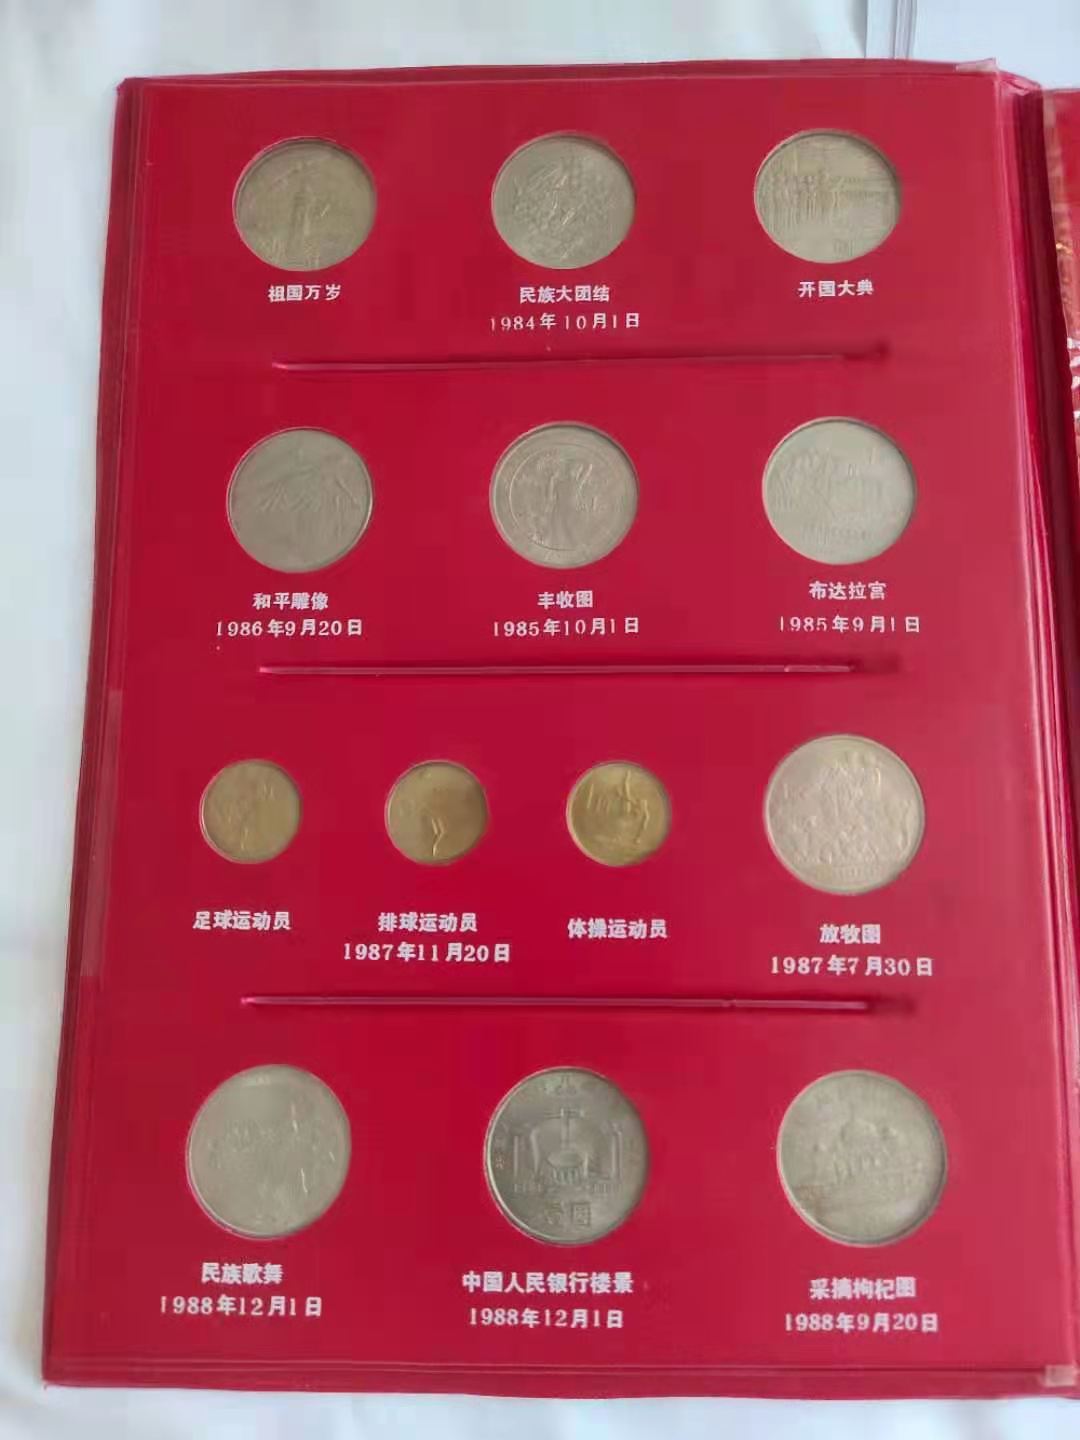 祖国万岁
民族大团结
开国大典
1984年10月1日
和平雕像
丰收图
布达拉宫
1986年9月20日
1985年10月1日
1985年9月1日
足球运动员
排球运动员
体操运动员
放牧图
1987年11月20日
1987年7月30日
壹圆
民族歌舞
中国人民银行楼景
采摘枸杞图
1988年12月1日
1988年12月1日
1988年9月20日